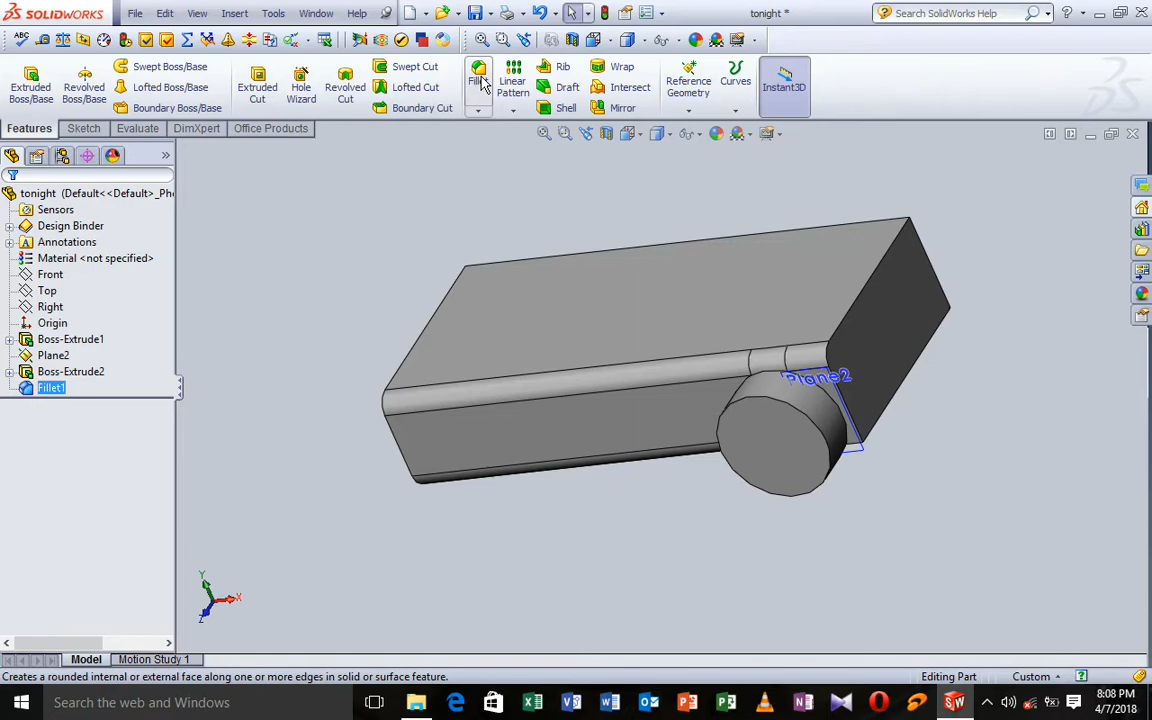 SOLIDWORKS File Edit View Insert Tools Window Help tonight * Search SolidWorks Help
Extruded Boss/Base
Revolved Boss/Base
Swept Boss/Base
Lofted Boss/Base
Boundary Boss/Base
Extruded Cut
Hole Wizard
Revolved Cut
Swept Cut
Lofted Cut
Boundary Cut
Fillet
Linear Pattern
Rib
Draft
Shell
Wrap
Intersect
Mirror
Reference Geometry
Curves
Instant3D
Features Sketch Evaluate DimXpert Office Products
tonight (Default<<Default>_Ph
Sensors
Design Binder
Annotations
Material <not specified>
Front
Top
Right
Origin
Boss-Extrude1
Plane2
Boss-Extrude2
Fillet1
Plane2
Y
X
Z
Model Motion Study 1
Creates a rounded internal or external face along one or more edges in solid or surface feature. Editing Part Custom
Search the web and Windows
8:08 PM
4/7/2018